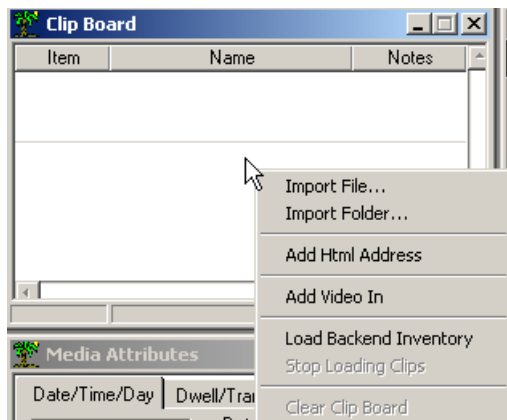 Clip Board
Item Name Notes
Import File...
Import Folder...
Add Html Address
Add Video In
Load Backend Inventory
Stop Loading Clips
Clear Clip Board
Media Attributes
Date/Time/Day Dwell/Tra